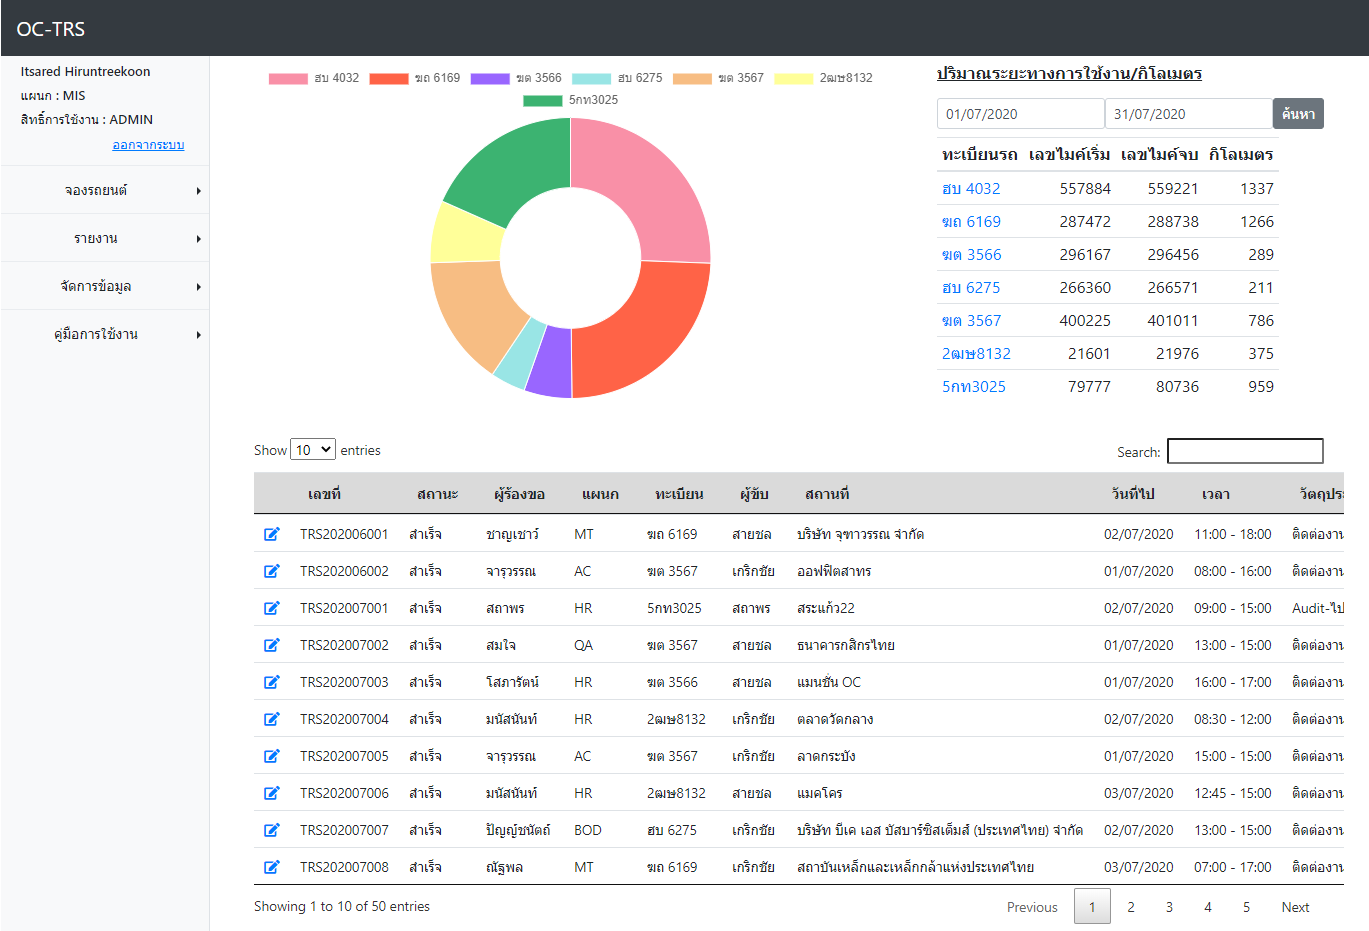 OC-TRS
Itsared Hiruntreekoon
แผนก : MIS
สิทธิ์การใช้งาน : ADMIN
ออกจากระบบ
จองรถยนต์
รายงาน
จัดการข้อมูล
คู่มือการใช้งาน
ฮบ 4032 ฆถ 6169 ฆต 3566 ฮบ 6275 ฆต 3567 2ฒษ8132
5กท3025
ปริมาณระยะทางการใช้งาน/กิโลเมตร
01/07/2020 31/07/2020 ค้นหา
ทะเบียนรถ เลขไมค์เริ่ม เลขไมค์จบ กิโลเมตร
ฮบ 4032 557884 559221 1337
ฆถ 6169 287472 288738 1266
ฆต 3566 296167 296456 289
ฮบ 6275 266360 266571 211
ฆต 3567 400225 401011 786
2ฒษ8132 21601 21976 375
5กท3025 79777 80736 959
Show 10 entries Search:
เลขที่ สถานะ ผู้ร้องขอ แผนก ทะเบียน ผู้ขับ สถานที่ วันที่ไป เวลา วัตถุประ
TRS202006001 สำเร็จ ชาญเชาว์ MT ฆถ 6169 สายชล บริษัท จุฑาวรรณ จำกัด 02/07/2020 11:00 - 18:00 ติดต่องาน
TRS202006002 สำเร็จ จารุวรรณ AC ฆต 3567 เกริกชัย ออฟฟิตสาทร 01/07/2020 08:00 - 16:00 ติดต่องาน
TRS202007001 สำเร็จ สถาพร HR 5กท3025 สถาพร สระแก้ว22 02/07/2020 09:00 - 15:00 Audit-ไป
TRS202007002 สำเร็จ สมใจ QA ฆต 3567 สายชล ธนาคารกสิกรไทย 01/07/2020 13:00 - 15:00 ติดต่องาน
TRS202007003 สำเร็จ โสภารัตน์ HR ฆต 3566 สายชล แมนชั่น OC 01/07/2020 16:00 - 17:00 ติดต่องาน
TRS202007004 สำเร็จ มนัสนันท์ HR 2ฒษ8132 เกริกชัย ตลาดวัดกลาง 02/07/2020 08:30 - 12:00 ติดต่องาน
TRS202007005 สำเร็จ จารุวรรณ AC ฆต 3567 เกริกชัย ลาดกระบัง 01/07/2020 15:00 - 15:00 ติดต่องาน
TRS202007006 สำเร็จ มนัสนันท์ HR 2ฒษ8132 สายชล แมคโคร 03/07/2020 12:45 - 15:00 ติดต่องาน
TRS202007007 สำเร็จ ปัญญ์ชนัตถ์ BOD ฮบ 6275 เกริกชัย บริษัท บีเค เอส บัสบาร์ซิสเต็มส์ (ประเทศไทย) จำกัด 02/07/2020 13:00 - 15:00 ติดต่องาน
TRS202007008 สำเร็จ ณัฐพล MT ฆถ 6169 เกริกชัย สถาบันเหล็กและเหล็กกล้าแห่งประเทศไทย 03/07/2020 07:00 - 17:00 ติดต่องาน
Showing 1 to 10 of 50 entries Previous 1 2 3 4 5 Next